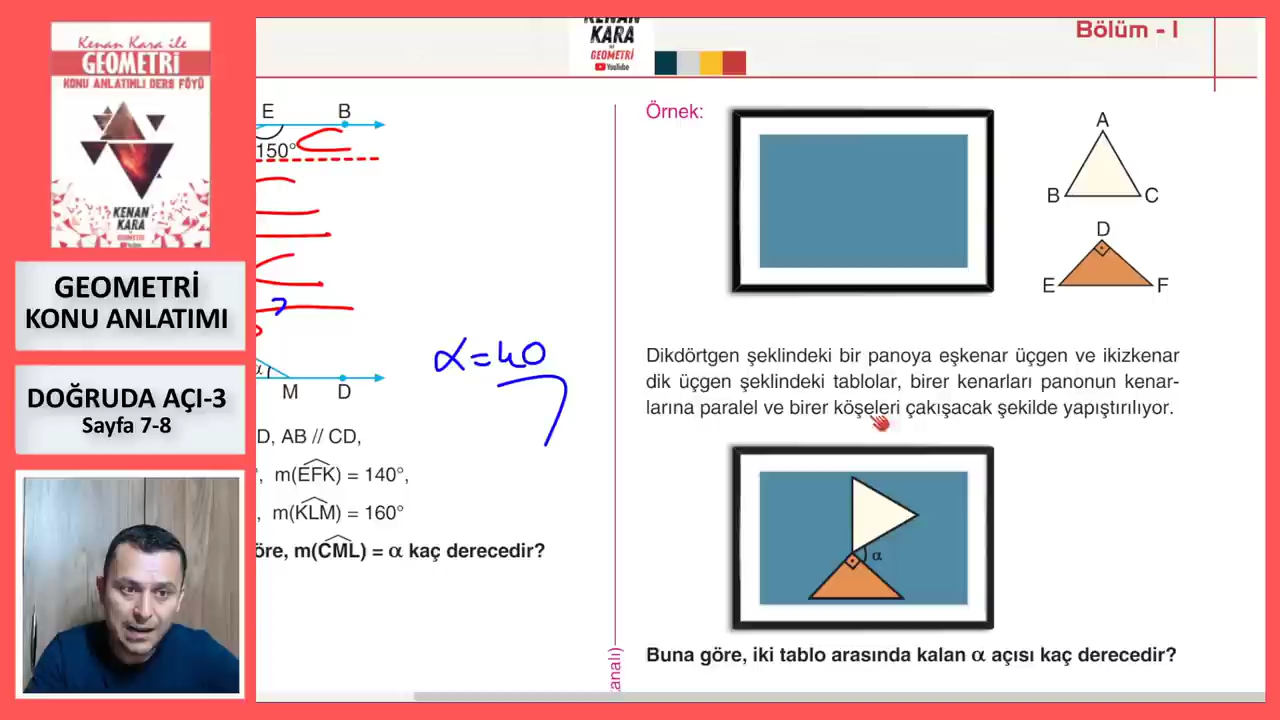 Kenan Kara ile
GEOMETRİ
KONU ANLATIMLI DERS FÖYÜ
KENAN
KARA
GEOMETRİ
GEOMETRİ
KONU ANLATIMI
DOĞRUDA AÇI-3
Sayfa 7-8
KENAN
KARA
GEOMETRİ
YouTube
Bölüm - I
E B
150°
α = 40
α
M D
D, AB // CD,
°, m(EFK) = 140°,
, m(KLM) = 160°
öre, m(CML) = α kaç derecedir?
Örnek:
A
B C
D
E F
Dikdörtgen şeklindeki bir panoya eşkenar üçgen ve ikizkenar
dik üçgen şeklindeki tablolar, birer kenarları panonun kenar-
larına paralel ve birer köşeleri çakışacak şekilde yapıştırılıyor.
α
Buna göre, iki tablo arasında kalan α açısı kaç derecedir?
analı)